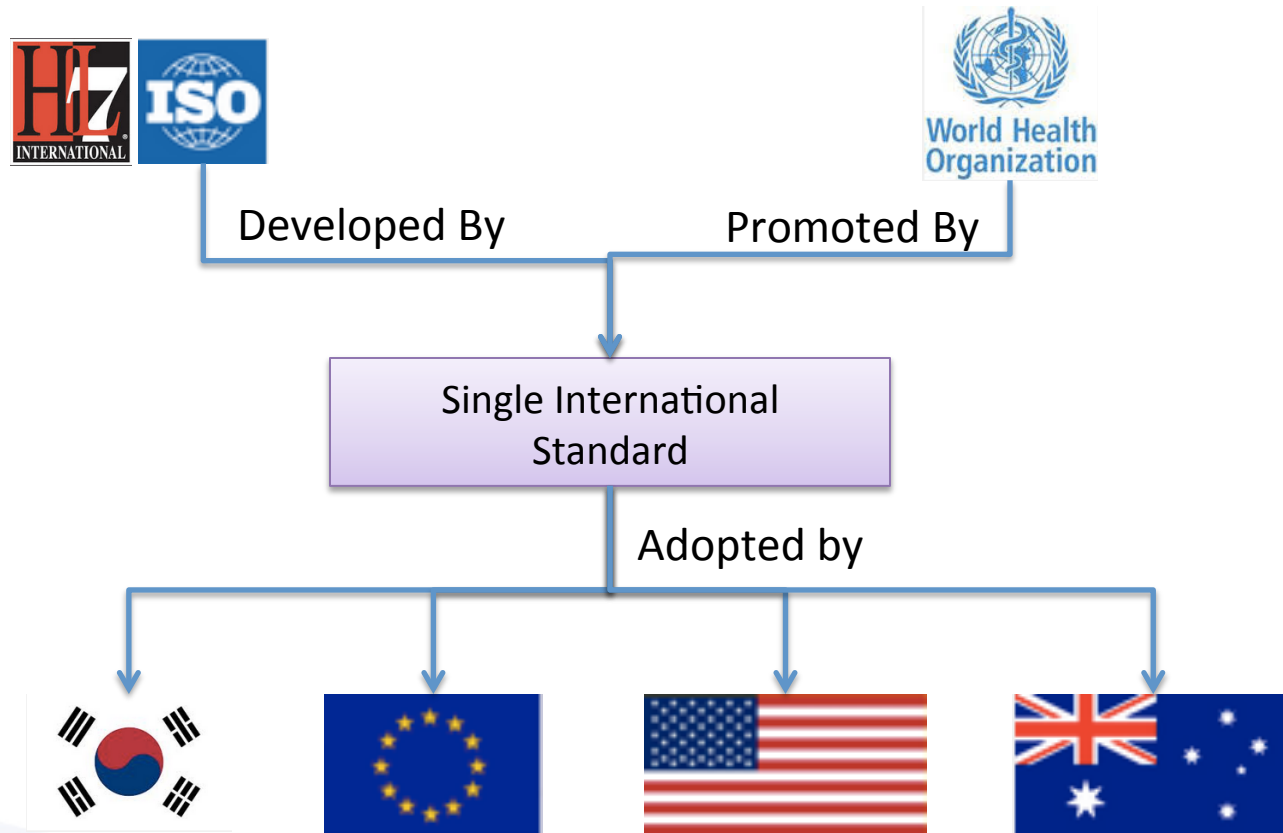 HL7
INTERNATIONAL
ISO
World Health
Organization
Developed By
Promoted By
Single International
Standard
Adopted by